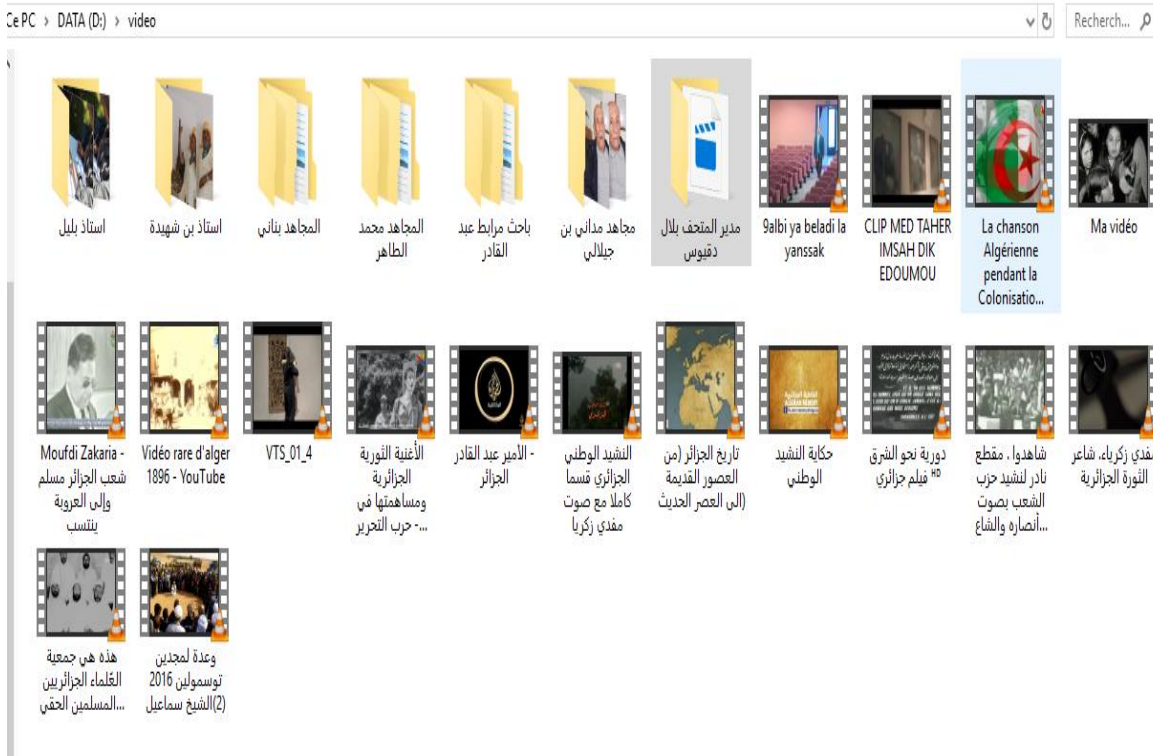 Ce PC > DATA (D:) > video
Recherch...
استاذ بليل
استاذ بن شهيدة
المجاهد بناني
المجاهد محمد
الطاهر
باحث مرابط عبد
القادر
مجاهد مداني بن
جيلالي
مدير المتحف بلال
دقيوس
9albi ya beladi la
yanssak
CLIP MED TAHER
IMSAH DIK
EDOUMOU
La chanson
Algérienne
pendant la
Colonisatio...
Ma vidéo
Moufdi Zakaria -
شعب الجزائر مسلم
وإلى العروبة
ينتسب
Vidéo rare d'alger
1896 - YouTube
VTS_01_4
الأغنية الثورية
الجزائرية
ومساهمتها في
حرب التحرير -...
الأمير عبد القادر -
الجزائر
النشيد الوطني
الجزائري قسما
كاملا مع صوت
مفدي زكريا
تاريخ الجزائر (من
العصور القديمة
الى العصر الحديث)
حكاية النشيد
الوطني
دورية نحو الشرق
فيلم جزائري HD
شاهدوا . مقطع
نادر لنشيد حزب
الشعب بصوت
أنصاره والشاع...
مفدي زكرياء، شاعر
الثورة الجزائرية
هذه هي جمعية
العُلماء الجزائريين
المسلمين الحقي...
وعدة لمجدين
توسمولين 2016
الشيخ سماعيل(2)